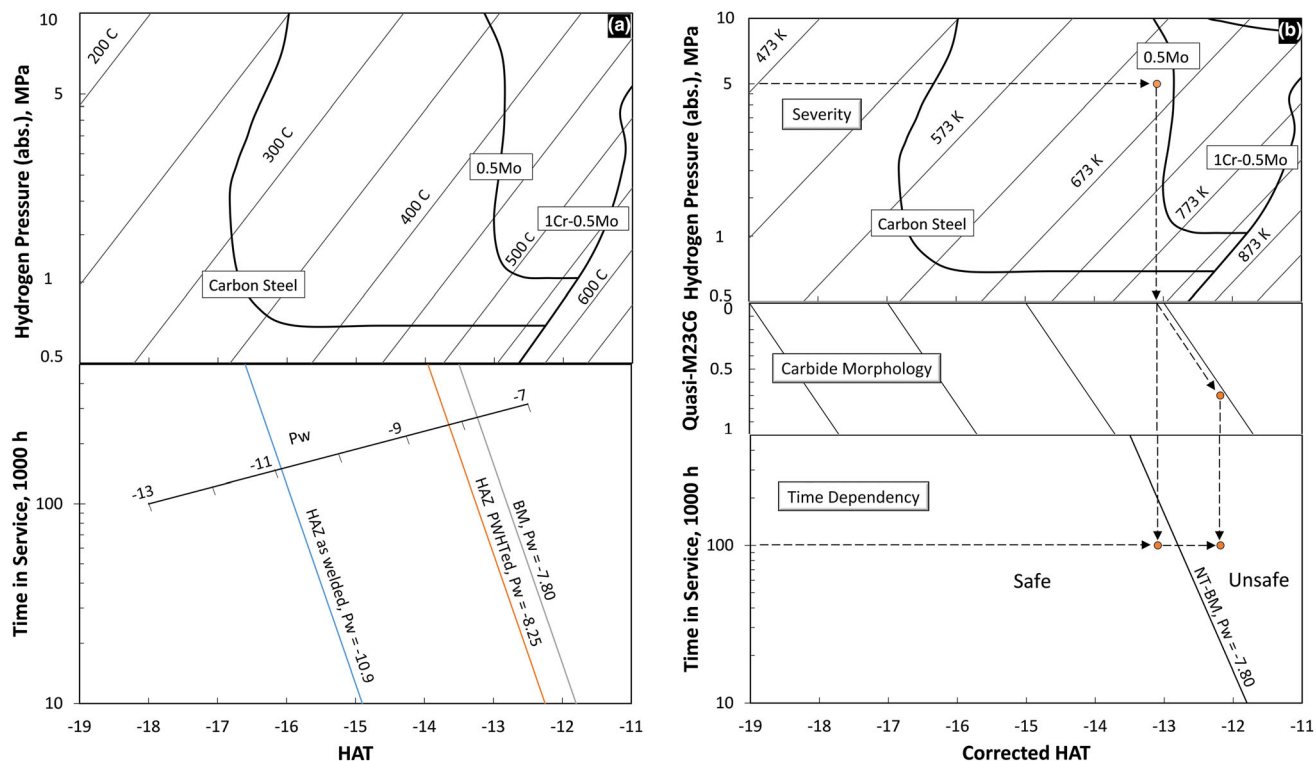 (a)
10
5
1
0.5
Hydrogen Pressure (abs.), MPa
200 C
300 C
400 C
500 C
600 C
Carbon Steel
0.5Mo
1Cr-0.5Mo
100
10
Time in Service, 1000 h
-13
-11
-9
-7
Pw
HAZ as welded, Pw = -10.9
HAZ PWHTed, Pw = -8.25
BM, Pw = -7.80
-19
-18
-17
-16
-15
-14
-13
-12
-11
HAT
(b)
10
5
1
0.5
Hydrogen Pressure (abs.), MPa
473 K
573 K
673 K
773 K
873 K
Severity
Carbon Steel
0.5Mo
1Cr-0.5Mo
0
0.5
1
Quasi-M23C6
Carbide Morphology
100
10
Time in Service, 1000 h
Time Dependency
Safe
Unsafe
NT-BM, Pw = -7.80
-19
-18
-17
-16
-15
-14
-13
-12
-11
Corrected HAT